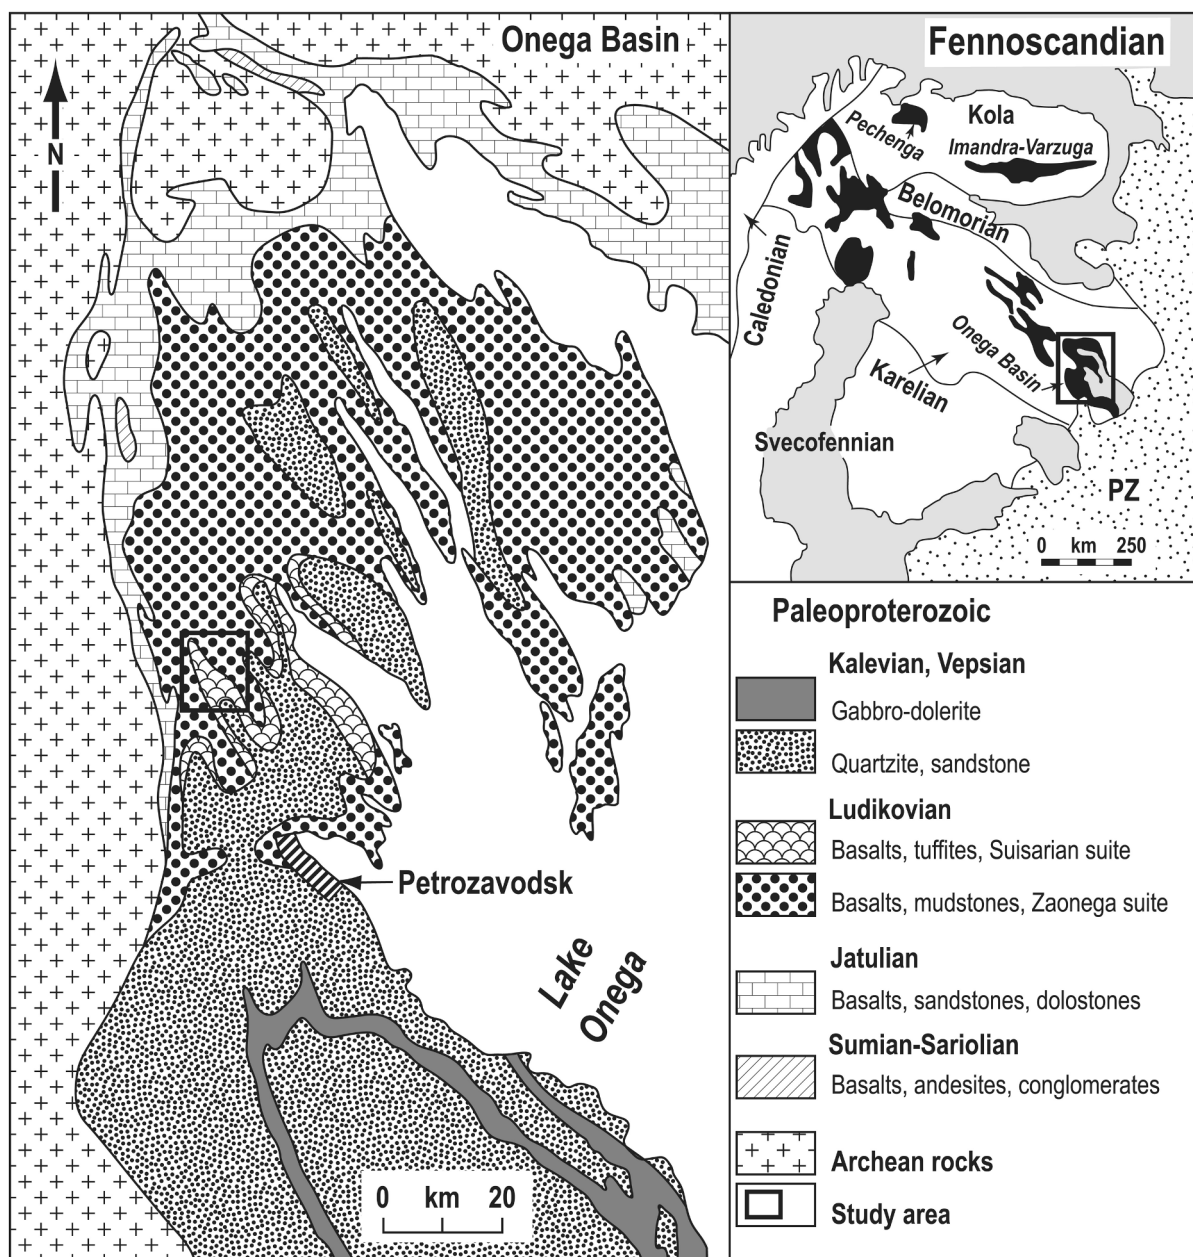 Onega Basin
N
Petrozavodsk
Lake
Onega
0 km 20
Fennoscandian
Kola
Pechenga
Imandra-Varzuga
Belomorian
Caledonian
Onega Basin
Karelian
Svecofennian
PZ
0 km 250
Paleoproterozoic
Kalevian, Vepsian
Gabbro-dolerite
Quartzite, sandstone
Ludikovian
Basalts, tuffites, Suisarian suite
Basalts, mudstones, Zaonega suite
Jatulian
Basalts, sandstones, dolostones
Sumian-Sariolian
Basalts, andesites, conglomerates
Archean rocks
Study area